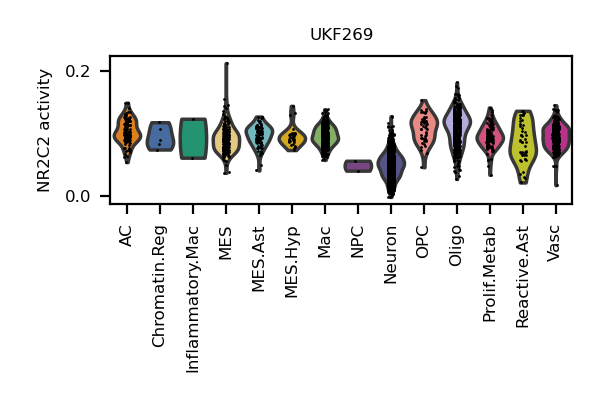 UKF269
NR2C2 activity
0.2
0.0
AC
Chromatin.Reg
Inflammatory.Mac
MES
MES.Ast
MES.Hyp
Mac
NPC
Neuron
OPC
Oligo
Prolif.Metab
Reactive.Ast
Vasc